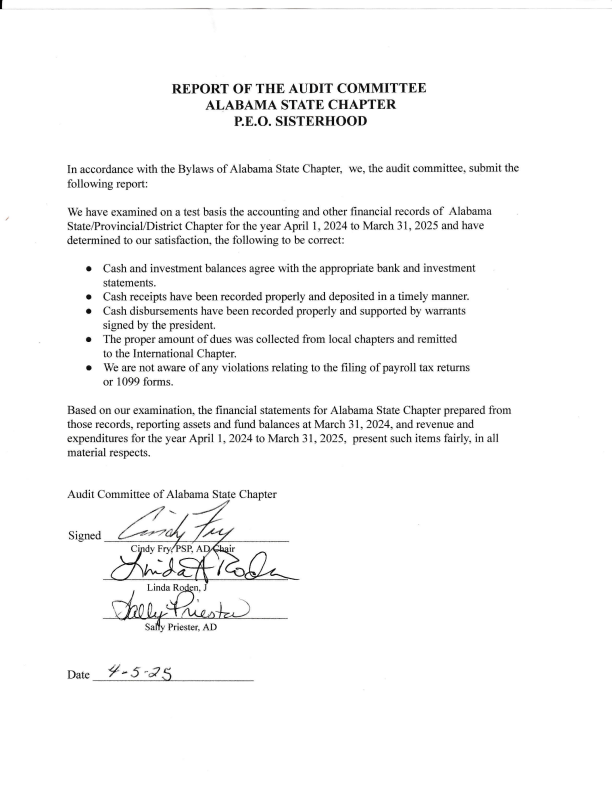 REPORT OF THE AUDIT COMMITTEE
ALABAMA STATE CHAPTER
P.E.O. SISTERHOOD
In accordance with the Bylaws of Alabama State Chapter, we, the audit committee, submit the
following report:
We have examined on a test basis the accounting and other financial records of Alabama
State/Provincial/District Chapter for the year April 1, 2024 to March 31, 2025 and have
determined to our satisfaction, the following to be correct:
● Cash and investment balances agree with the appropriate bank and investment
statements.
● Cash receipts have been recorded properly and deposited in a timely manner.
● Cash disbursements have been recorded properly and supported by warrants
signed by the president.
● The proper amount of dues was collected from local chapters and remitted
to the International Chapter.
● We are not aware of any violations relating to the filing of payroll tax returns
or 1099 forms.
Based on our examination, the financial statements for Alabama State Chapter prepared from
those records, reporting assets and fund balances at March 31, 2024, and revenue and
expenditures for the year April 1, 2024 to March 31, 2025, present such items fairly, in all
material respects.
Audit Committee of Alabama State Chapter
Signed Cindy Fry
Cindy Fry, PSP, AD Chair
Linda A Roden
Linda Roden, J
Sally Priester
Sally Priester, AD
Date 4-5-25